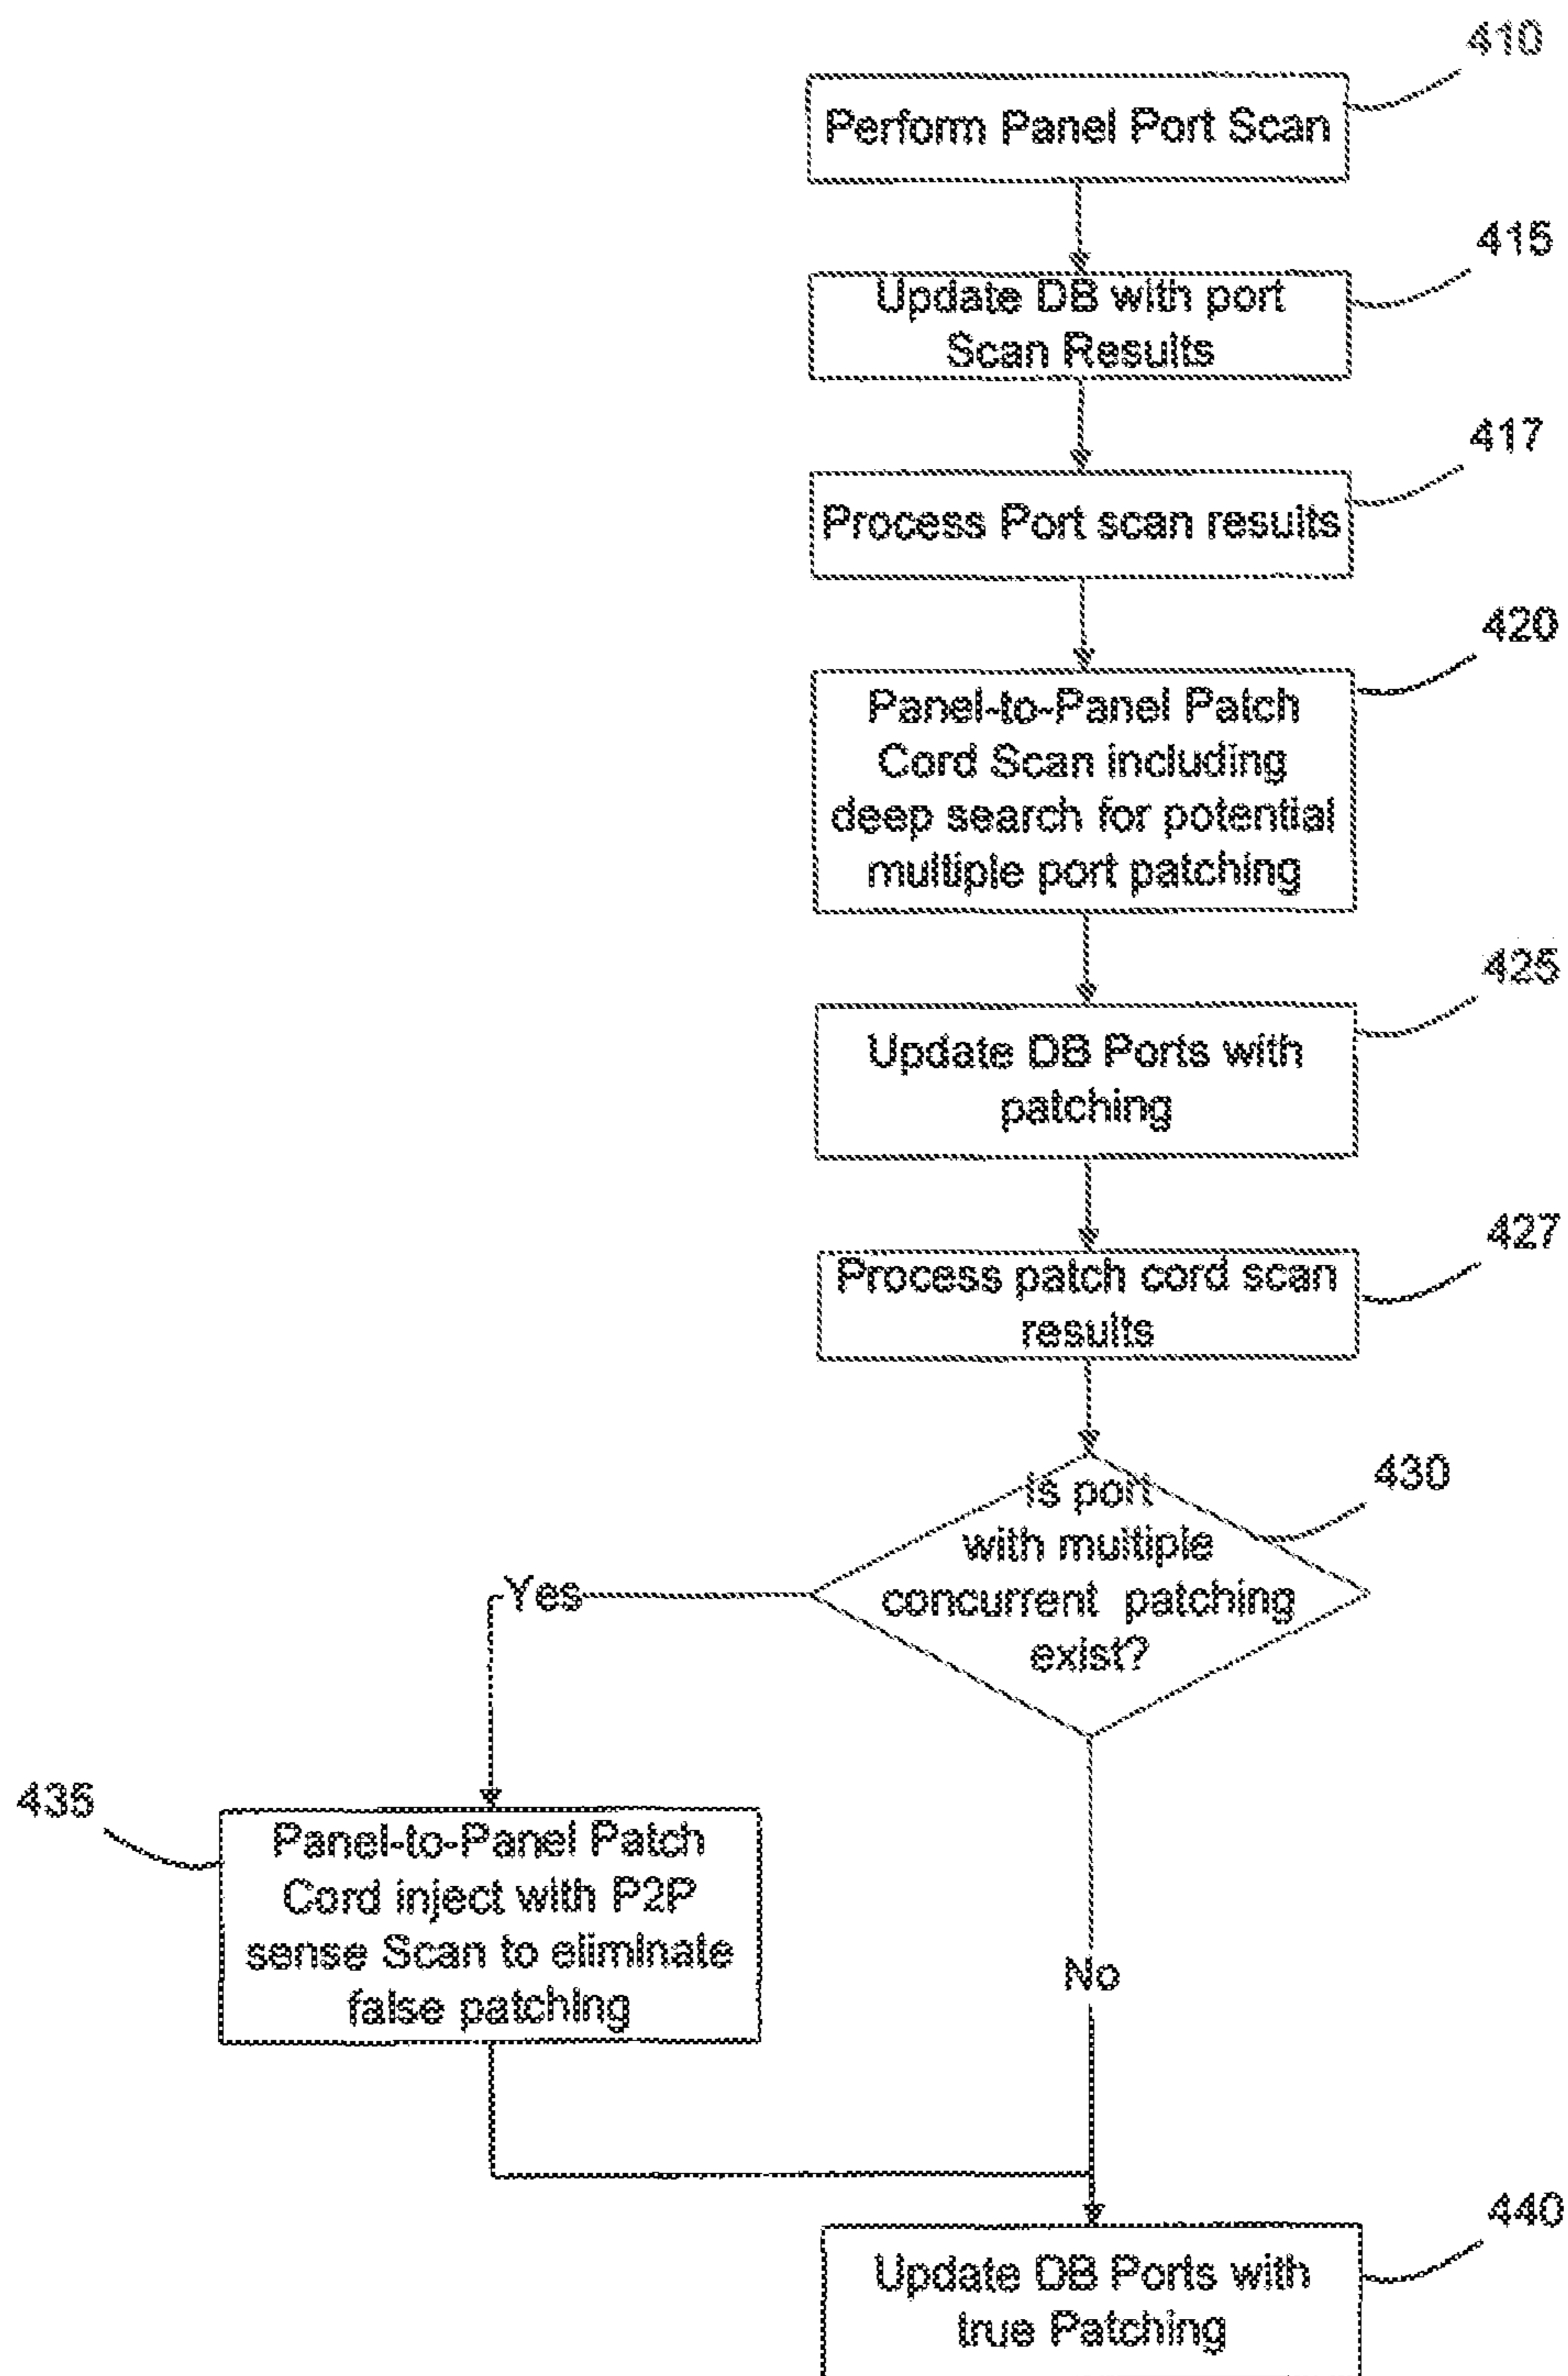 410
Perform Panel Port Scan
415
Update DB with port
Scan Results
417
Process Port scan results
420
Panel-to-Panel Patch
Cord Scan including
deep search for potential
multiple port patching
425
Update DB Ports with
patching
427
Process patch cord scan
results
430
Is port
with multiple
concurrent patching
exist?
Yes
435
Panel-to-Panel Patch
Cord inject with P2P
sense Scan to eliminate
false patching
No
440
Update DB Ports with
true Patching